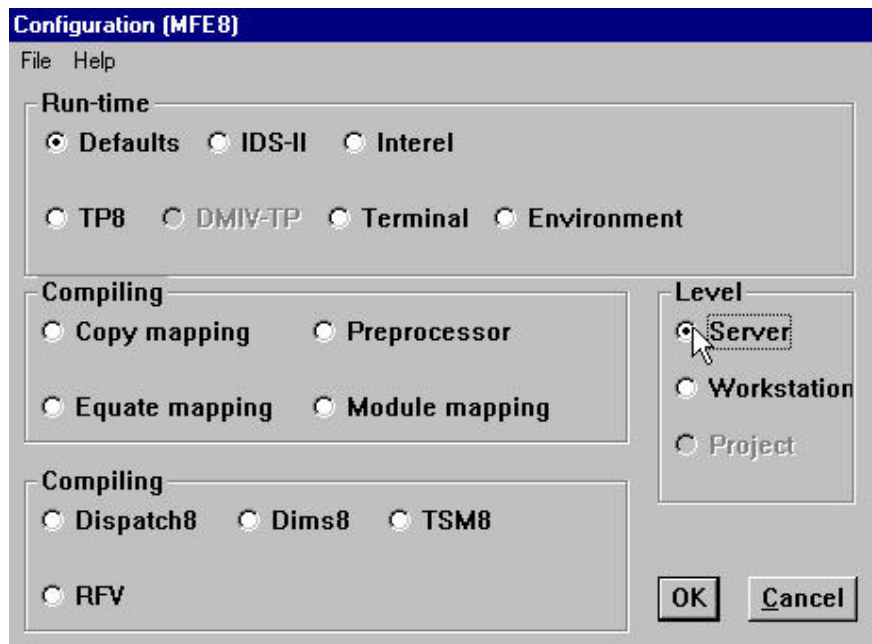 Configuration (MFE8)
File Help
Run-time
Defaults IDS-II Interel
TP8 DMIV-TP Terminal Environment
Compiling
Copy mapping Preprocessor
Equate mapping Module mapping
Level
Server
Workstation
Project
Compiling
Dispatch8 Dims8 TSM8
RFV
OK Cancel